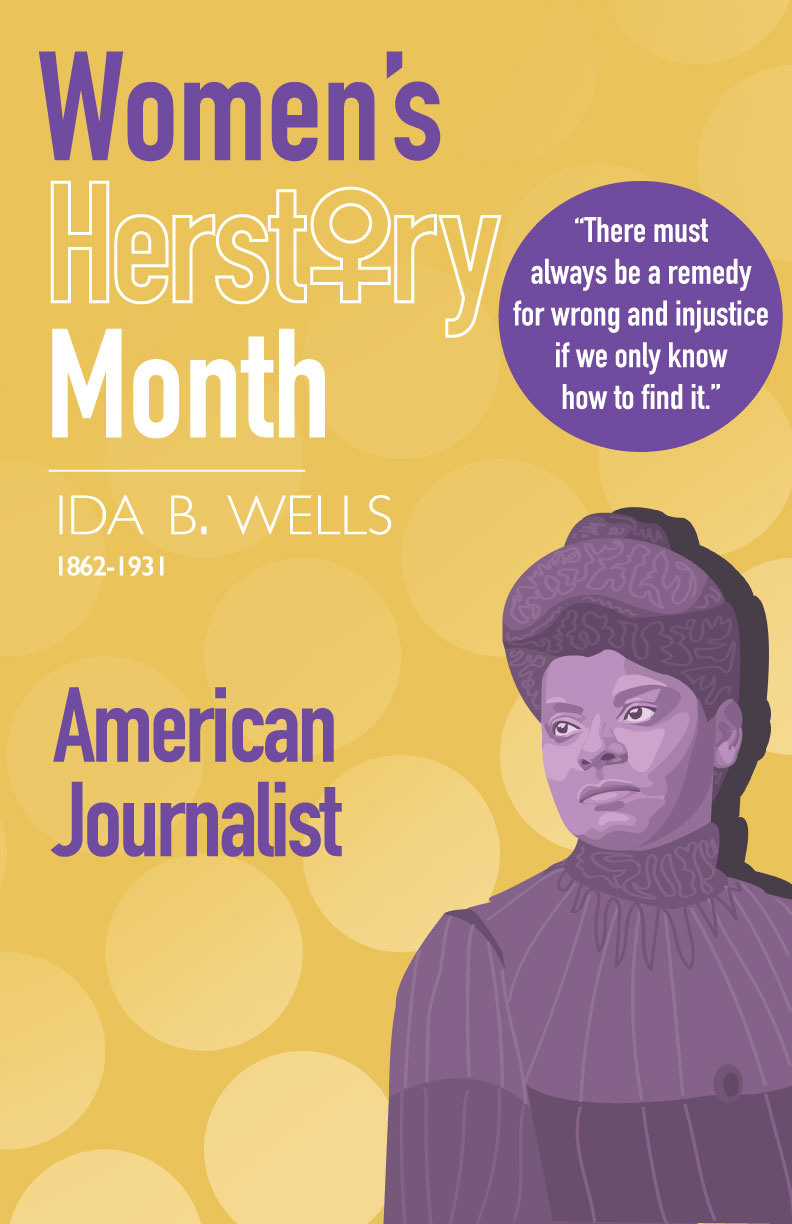 Women's
Herstory
Month
IDA B. WELLS
1862-1931
“There must
always be a remedy
for wrong and injustice
if we only know
how to find it.”
American
Journalist